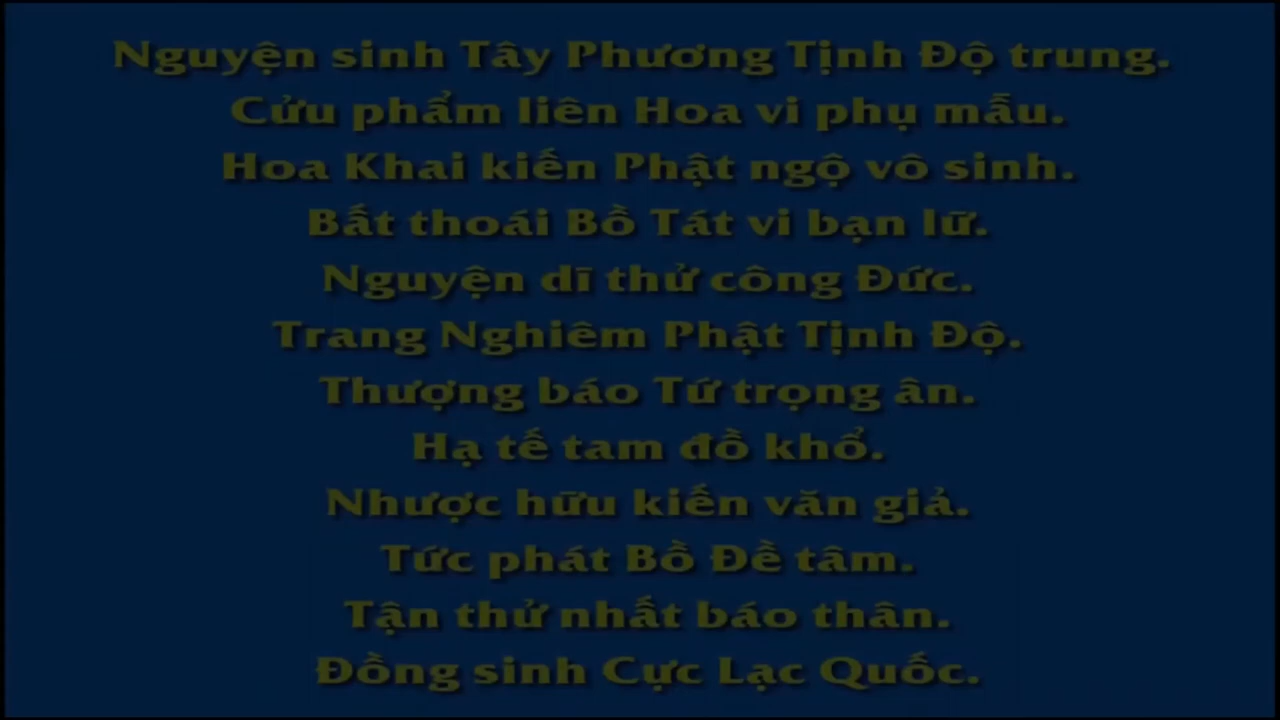 Nguyện sinh Tây Phương Tịnh Độ trung.
Cửu phẩm liên Hoa vi phụ mẫu.
Hoa Khai kiến Phật ngộ vô sinh.
Bất thoái Bồ Tát vi bạn lữ.
Nguyện dĩ thử công Đức.
Trang Nghiêm Phật Tịnh Độ.
Thượng báo Tứ trọng ân.
Hạ tế tam đồ khổ.
Nhược hữu kiến văn giả.
Tức phát Bồ Đề tâm.
Tận thử nhất báo thân.
Đồng sinh Cực Lạc Quốc.